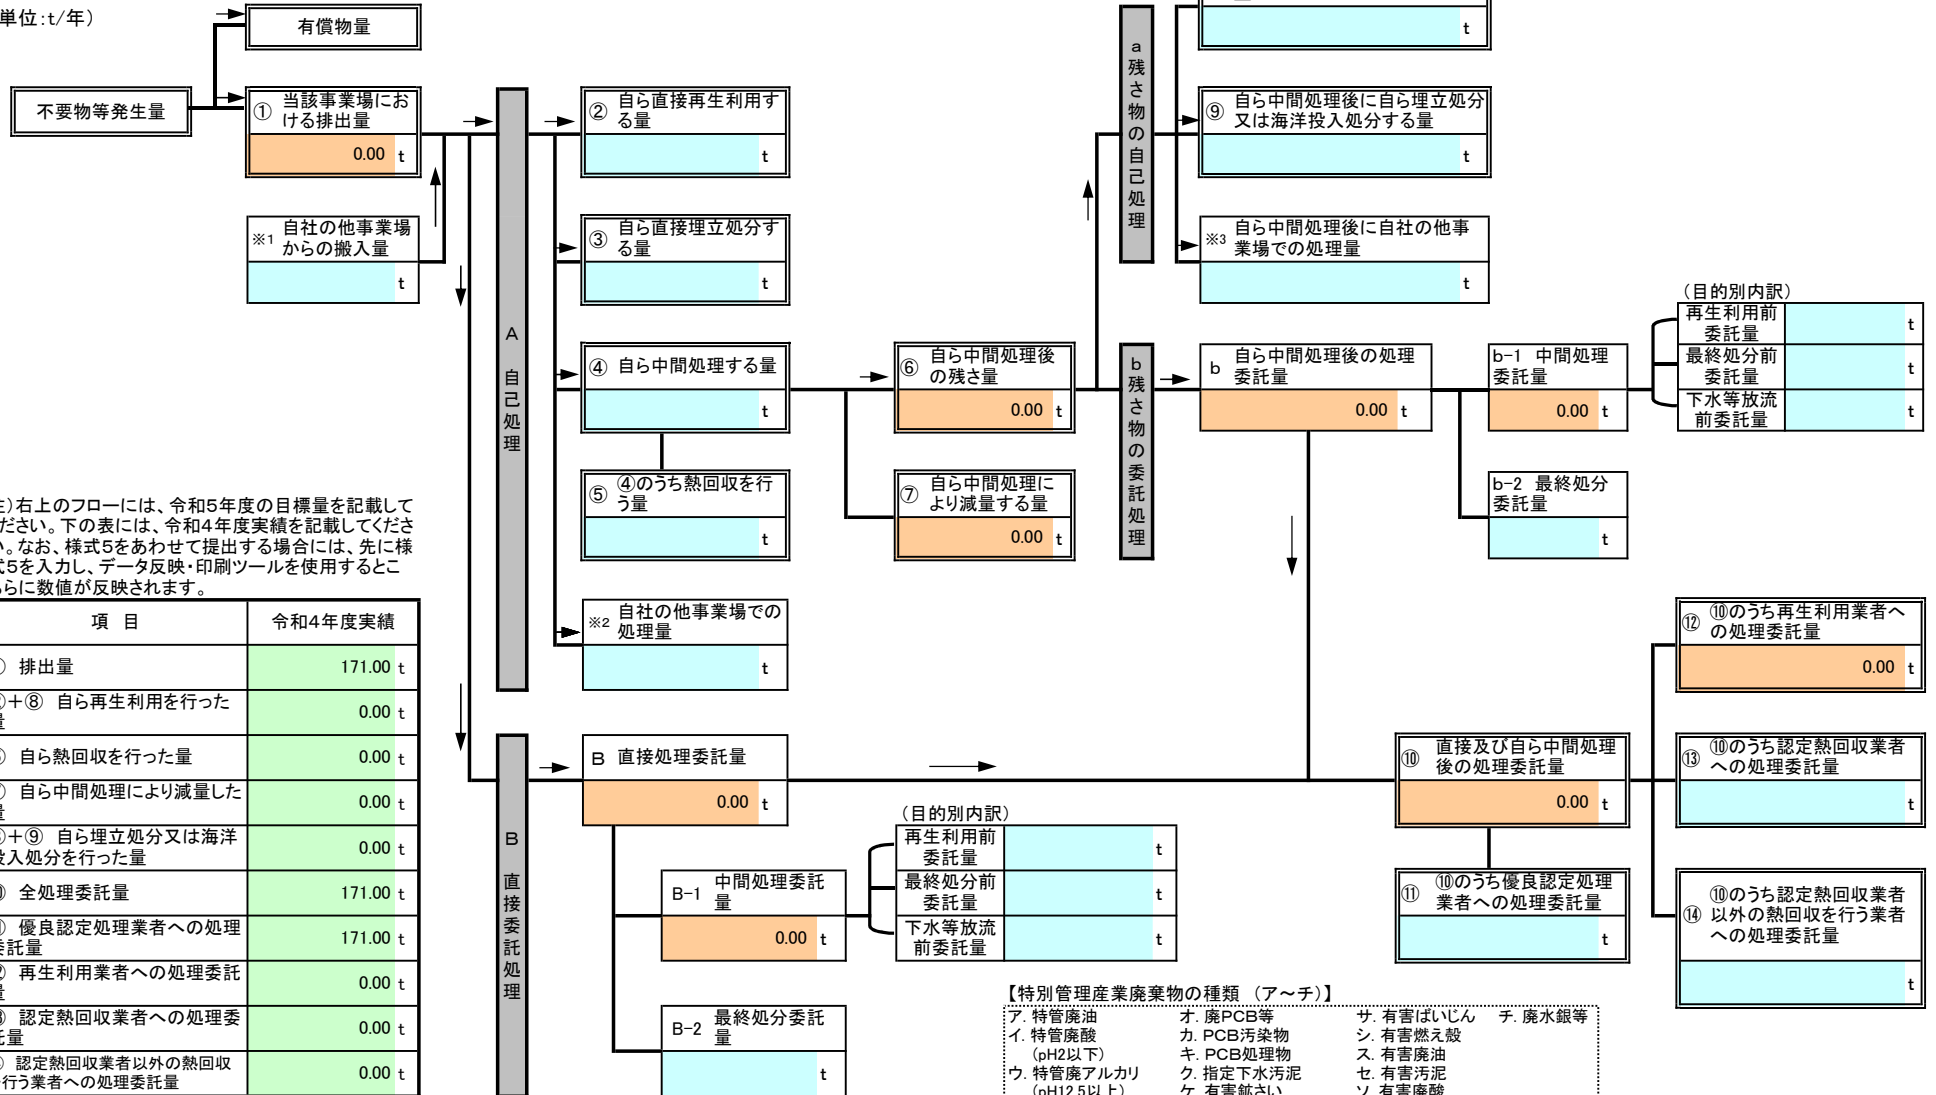 単位:t/年)
有償物量
不要物等発生量
① 当該事業場にお
ける排出量
0.00 t
※1 自社の他事業場
からの搬入量
t
A 自己処理
② 自ら直接再生利用す
る量
t
③ 自ら直接埋立処分す
る量
t
④ 自ら中間処理する量
t
⑤ ④のうち熱回収を行
う量
t
※2 自社の他事業場での
処理量
t
⑥ 自ら中間処理後
の残さ量
0.00 t
⑦ 自ら中間処理に
より減量する量
0.00 t
a 残さ物の自己処理
t
⑨ 自ら中間処理後に自ら埋立処分
又は海洋投入処分する量
t
※3 自ら中間処理後に自社の他事
業場での処理量
t
b 残さ物の委託処理
b 自ら中間処理後の処理
委託量
0.00 t
b-1 中間処理
委託量
0.00 t
b-2 最終処分
委託量
t
(目的別内訳)
再生利用前
委託量
t
最終処分前
委託量
t
下水等放流
前委託量
t
)右上のフローには、令和5年度の目標量を記載して
ださい。下の表には、令和4年度実績を記載してくださ
。なお、様式5をあわせて提出する場合には、先に様
式5を入力し、データ反映・印刷ツールを使用するとこ
らに数値が反映されます。
項 目 令和4年度実績
) 排出量 171.00 t
)+⑧ 自ら再生利用を行った
量
0.00 t
) 自ら熱回収を行った量 0.00 t
) 自ら中間処理により減量した
量
0.00 t
)+⑨ 自ら埋立処分又は海洋
投入処分を行った量
0.00 t
) 全処理委託量 171.00 t
) 優良認定処理業者への処理
委託量
171.00 t
) 再生利用業者への処理委託
量
0.00 t
) 認定熱回収業者への処理委
託量
0.00 t
) 認定熱回収業者以外の熱回収
を行う業者への処理委託量
0.00 t
B 直接委託処理
B 直接処理委託量
0.00 t
B-1 中間処理委託
量
0.00 t
B-2 最終処分委託
量
t
(目的別内訳)
再生利用前
委託量
t
最終処分前
委託量
t
下水等放流
前委託量
t
⑩ 直接及び自ら中間処理
後の処理委託量
0.00 t
⑪ ⑩のうち優良認定処理
業者への処理委託量
t
⑫ ⑩のうち再生利用業者へ
の処理委託量
0.00 t
⑬ ⑩のうち認定熱回収業者
への処理委託量
t
⑭ ⑩のうち認定熱回収業者
以外の熱回収を行う業者
への処理委託量
t
【特別管理産業廃棄物の種類 (ア~チ)】
ア. 特管廃油 オ. 廃PCB等 サ. 有害ばいじん チ. 廃水銀等
イ. 特管廃酸 カ. PCB汚染物 シ. 有害燃え殻
(pH2以下) キ. PCB処理物 ス. 有害廃油
ウ. 特管廃アルカリ ク. 指定下水汚泥 セ. 有害汚泥
(pH12.5以上) ケ. 有害鉱さい ソ. 有害廃酸